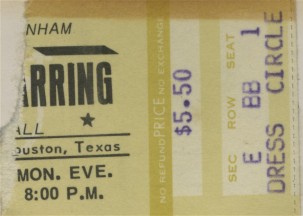 NHAM
ARRING
ALL
ouston, Texas
MON. EVE.
8:00 P.M.
NO REFUND PRICE NO EXCHANGE
$5.50
SEC ROW SEAT
E BB 1
DRESS CIRCLE